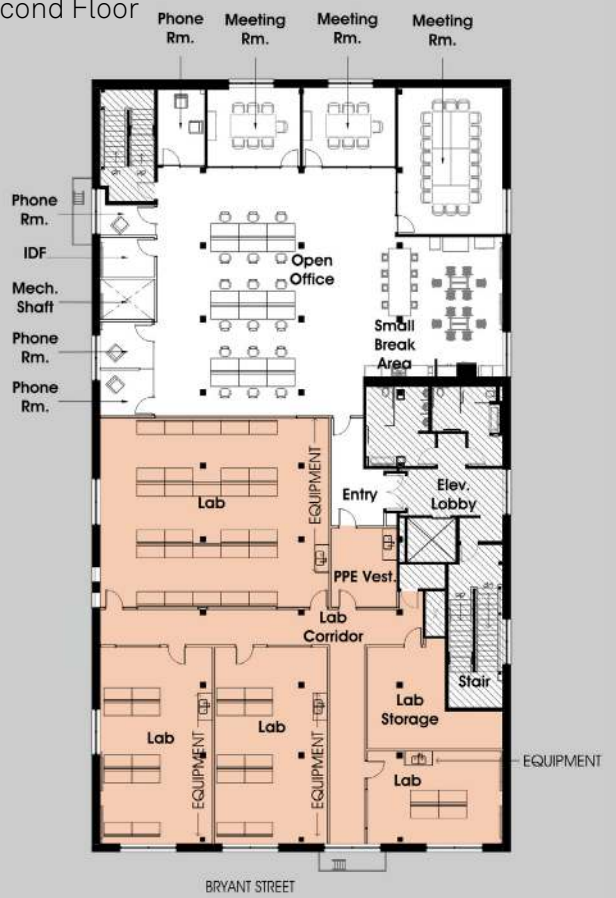 cond Floor
Phone
Rm.
Meeting
Rm.
Meeting
Rm.
Meeting
Rm.
Phone
Rm.
IDF
Mech.
Shaft
Phone
Rm.
Phone
Rm.
Open
Office
Small
Break
Area
EQUIPMENT
Lab
Entry
Elev.
Lobby
PPE Vest.
Lab
Corridor
Stair
Lab
Storage
Lab
EQUIPMENT
Lab
EQUIPMENT
Lab
EQUIPMENT
BRYANT STREET